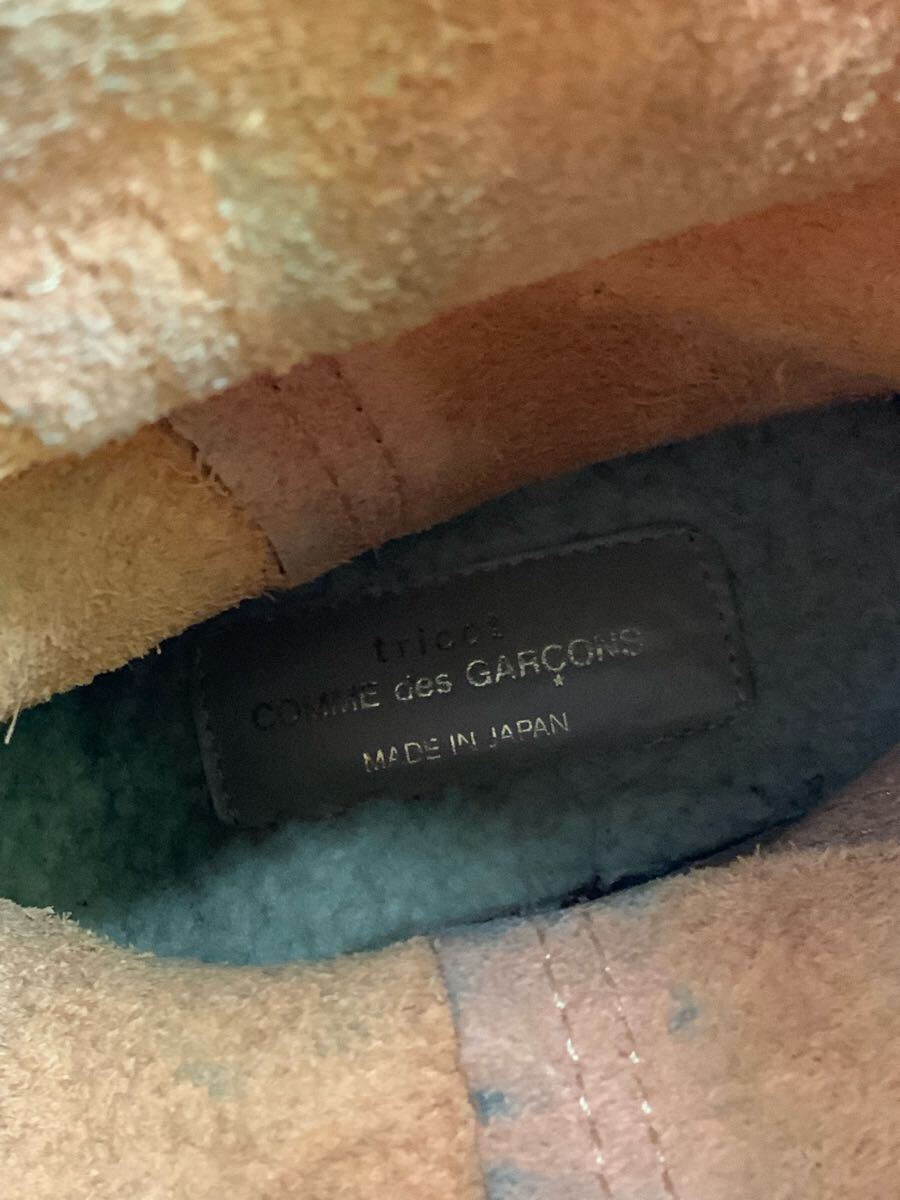 tricot
COMME des GARÇONS
MADE IN JAPAN